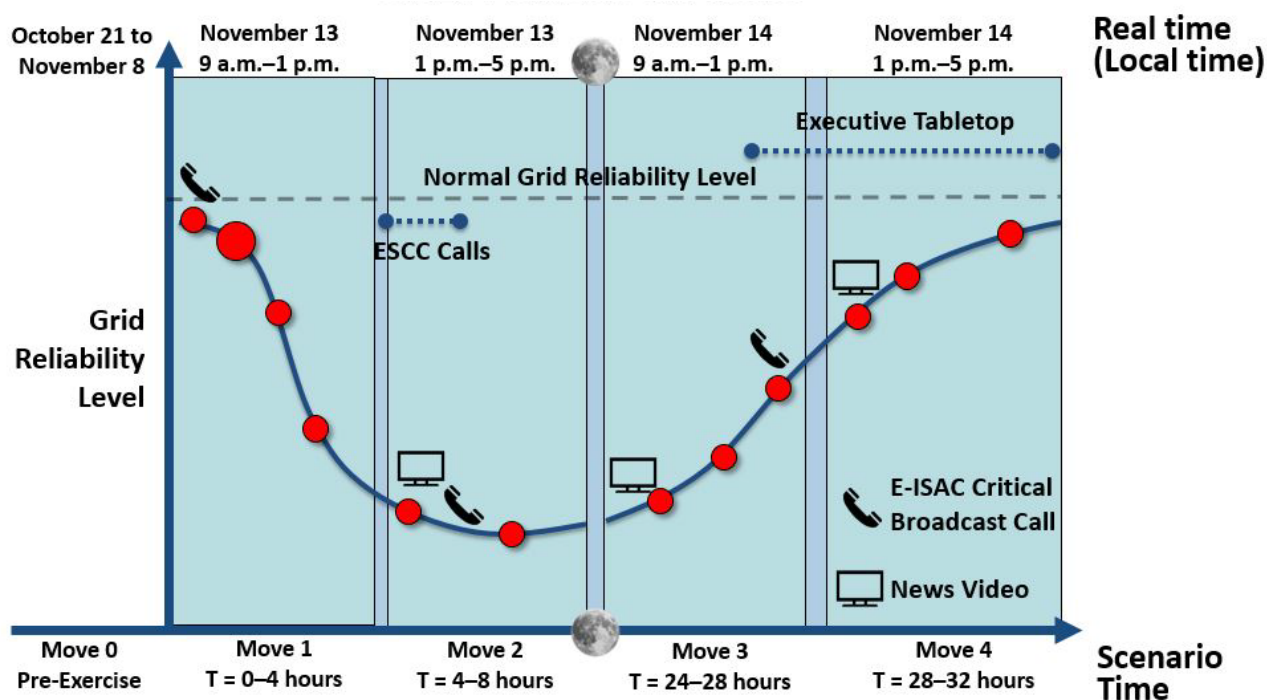 October 21 to
November 8
November 13
9 a.m.–1 p.m.
November 13
1 p.m.–5 p.m.
November 14
9 a.m.–1 p.m.
November 14
1 p.m.–5 p.m.
Real time
(Local time)
Executive Tabletop
Normal Grid Reliability Level
ESCC Calls
Grid
Reliability
Level
E-ISAC Critical
Broadcast Call
News Video
Move 0
Pre-Exercise
Move 1
T = 0–4 hours
Move 2
T = 4–8 hours
Move 3
T = 24–28 hours
Move 4
T = 28–32 hours
Scenario
Time